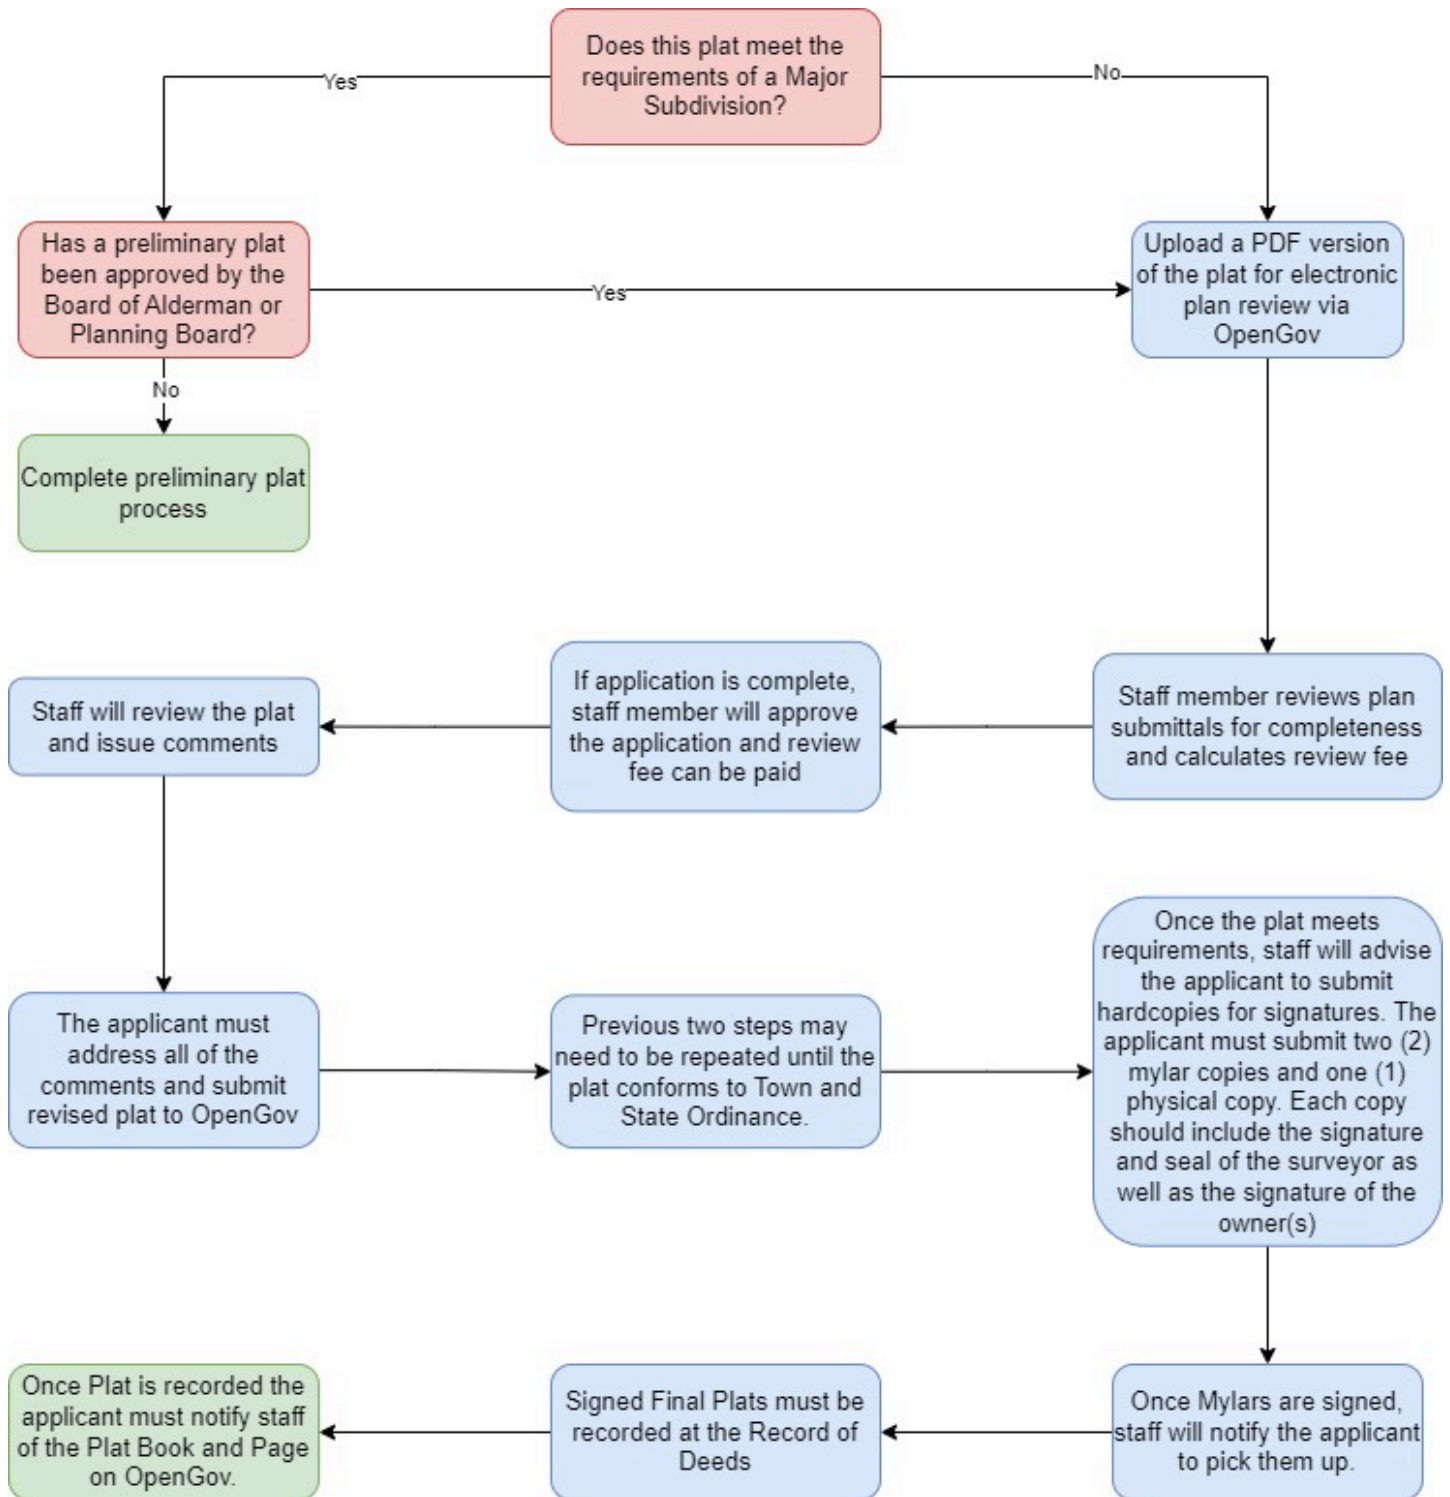 Does this plat meet the
requirements of a Major
Subdivision?
Yes
No
Has a preliminary plat
been approved by the
Board of Alderman or
Planning Board?
Yes
Upload a PDF version
of the plat for electronic
plan review via
OpenGov
No
Complete preliminary plat
process
Staff member reviews plan
submittals for completeness
and calculates review fee
If application is complete,
staff member will approve
the application and review
fee can be paid
Staff will review the plat
and issue comments
The applicant must
address all of the
comments and submit
revised plat to OpenGov
Previous two steps may
need to be repeated until the
plat conforms to Town and
State Ordinance.
Once the plat meets
requirements, staff will advise
the applicant to submit
hardcopies for signatures. The
applicant must submit two (2)
mylar copies and one (1)
physical copy. Each copy
should include the signature
and seal of the surveyor as
well as the signature of the
owner(s)
Once Mylars are signed,
staff will notify the applicant
to pick them up.
Signed Final Plats must be
recorded at the Record of
Deeds
Once Plat is recorded the
applicant must notify staff
of the Plat Book and Page
on OpenGov.